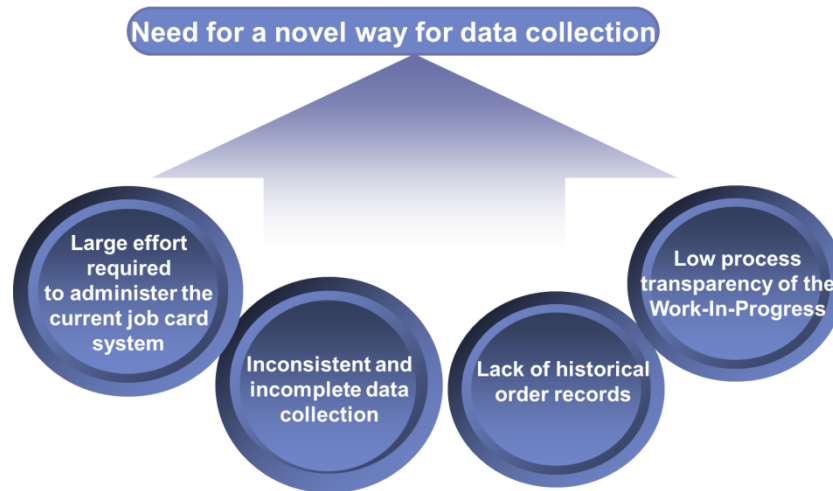 Need for a novel way for data collection
Large effort
required
to administer the
current job card
system
Inconsistent and
incomplete data
collection
Lack of historical
order records
Low process
transparency of the
Work-In-Progress